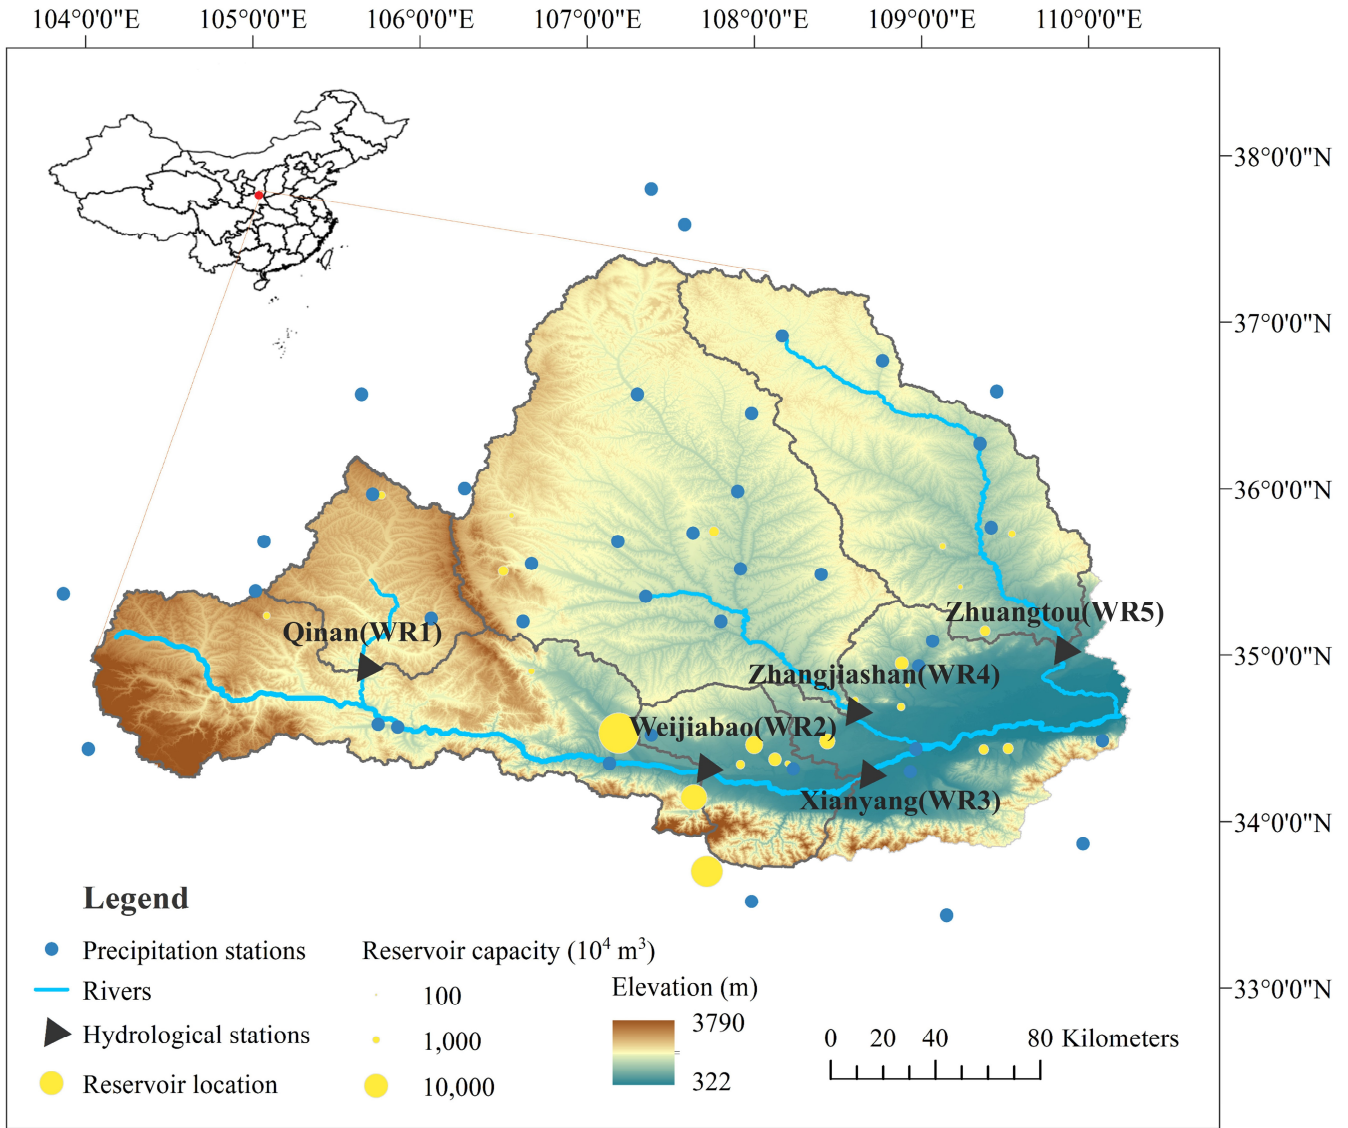 104°0'0"E 105°0'0"E 106°0'0"E 107°0'0"E 108°0'0"E 109°0'0"E 110°0'0"E
38°0'0"N
37°0'0"N
36°0'0"N
35°0'0"N
34°0'0"N
33°0'0"N
Qinan(WR1)
Zhuangtou(WR5)
Zhangjiashan(WR4)
Weijiabao(WR2)
Xianyang(WR3)
Legend
Precipitation stations
Rivers
Hydrological stations
Reservoir location
Reservoir capacity (10⁴ m³)
100
1,000
10,000
Elevation (m)
3790
322
0 20 40 80 Kilometers